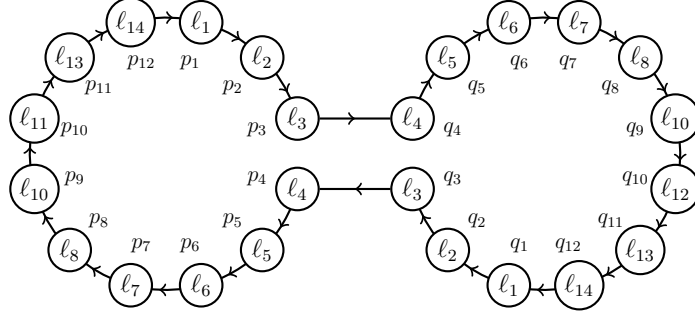 ℓ₁₄ ℓ₁ ℓ₆ ℓ₇
ℓ₁₃ p₁₂ p₁ ℓ₂ ℓ₅ q₆ q₇ ℓ₈
p₁₁ p₂ q₅ q₈
ℓ₁₁ p₁₀ p₃ ℓ₃ ℓ₄ q₄ q₉ ℓ₁₀
ℓ₁₀ p₉ p₄ ℓ₄ ℓ₃ q₃ q₁₀ ℓ₁₂
p₈ p₅ q₂ q₁₁
ℓ₈ p₇ p₆ ℓ₅ ℓ₂ q₁ q₁₂ ℓ₁₃
ℓ₇ ℓ₆ ℓ₁ ℓ₁₄